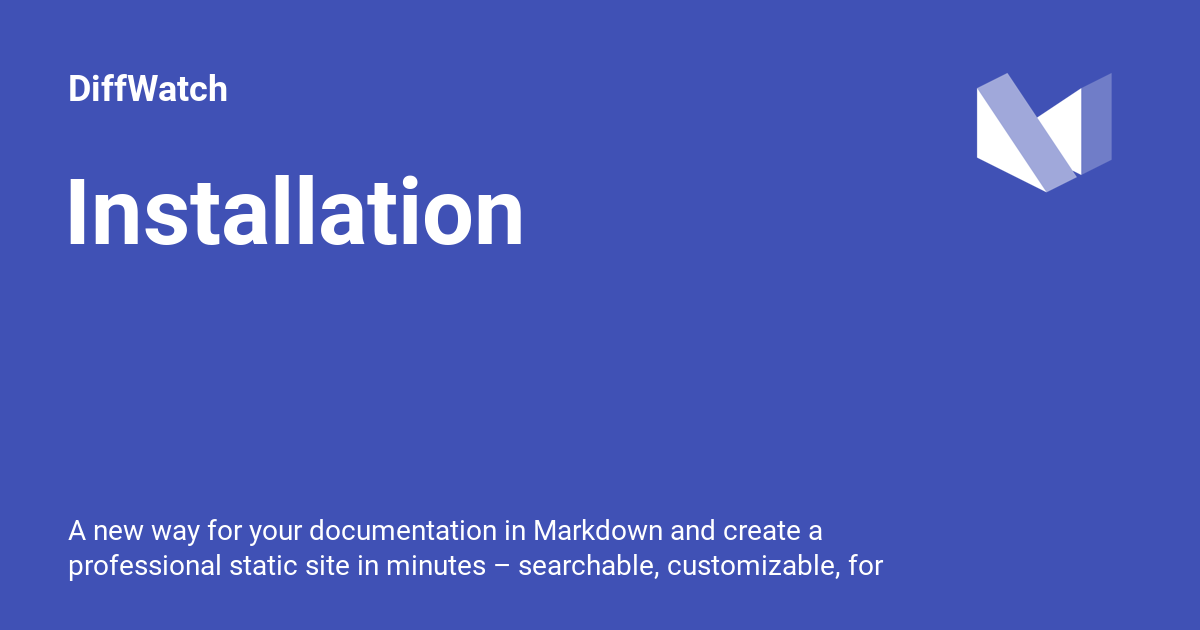 DiffWatch
Installation
A new way for your documentation in Markdown and create a
professional static site in minutes – searchable, customizable, for